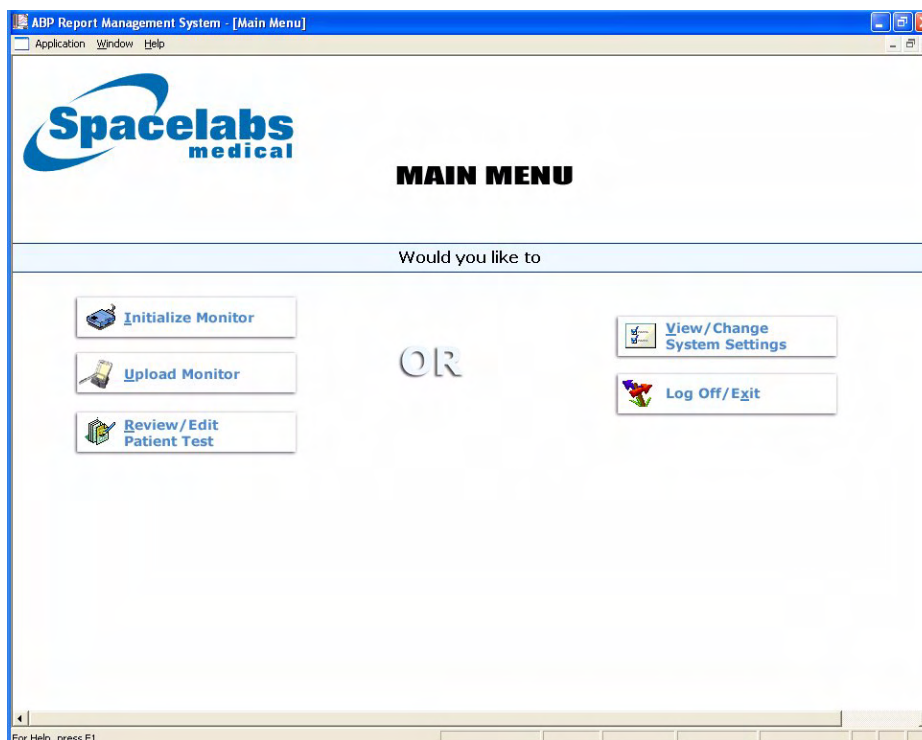 ABP Report Management System - [Main Menu]
Application Window Help
Spacelabs
medical
MAIN MENU
Would you like to
Initialize Monitor
Upload Monitor
Review/Edit
Patient Test
OR
View/Change
System Settings
Log Off/Exit
For Help, press F1